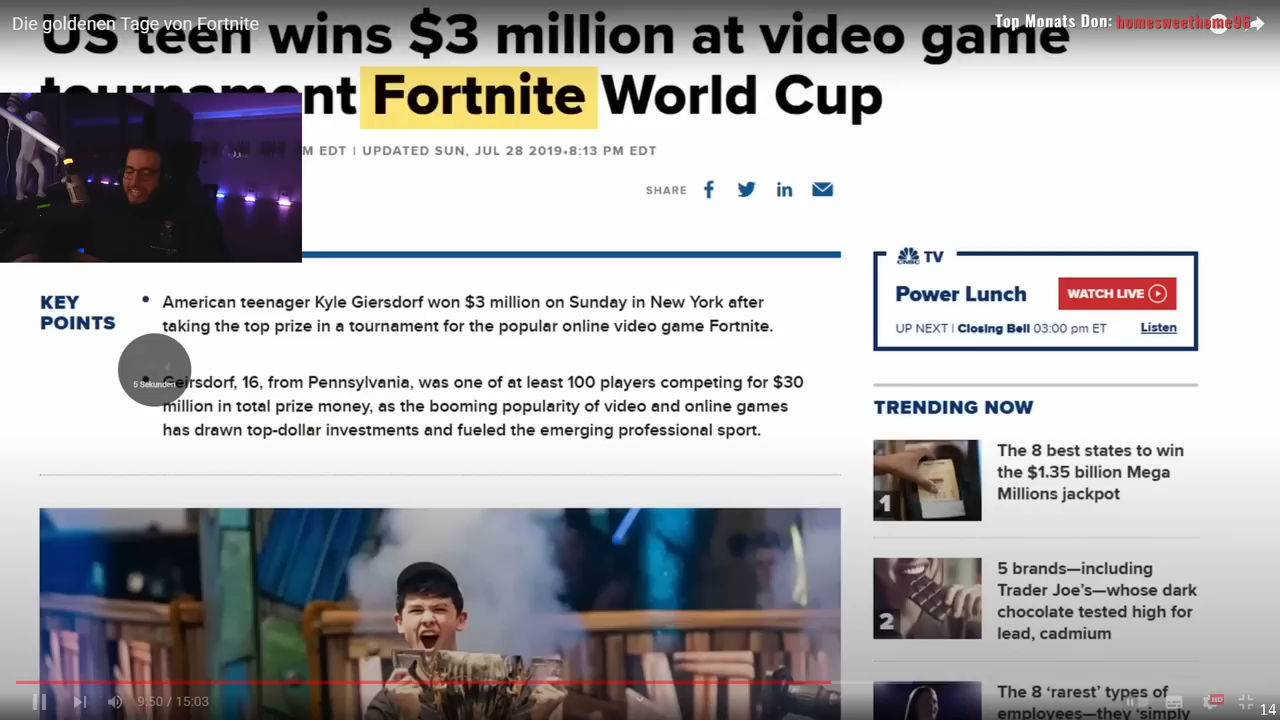 Die goldenen Tage von Fortnite
Top Monats Don: homesweethome96
US teen wins $3 million at video game
tournament Fortnite World Cup
M EDT | UPDATED SUN, JUL 28 2019•8:13 PM EDT
SHARE
KEY
POINTS
• American teenager Kyle Giersdorf won $3 million on Sunday in New York after
taking the top prize in a tournament for the popular online video game Fortnite.
5 Sekunden
• Geirsdorf, 16, from Pennsylvania, was one of at least 100 players competing for $30
million in total prize money, as the booming popularity of video and online games
has drawn top-dollar investments and fueled the emerging professional sport.
CNBC TV
Power Lunch
WATCH LIVE
UP NEXT | Closing Bell 03:00 pm ET
Listen
TRENDING NOW
1
The 8 best states to win
the $1.35 billion Mega
Millions jackpot
2
5 brands—including
Trader Joe's—whose dark
chocolate tested high for
lead, cadmium
The 8 'rarest' types of
employees—they 'simply
9:50 / 15:03
HD
14